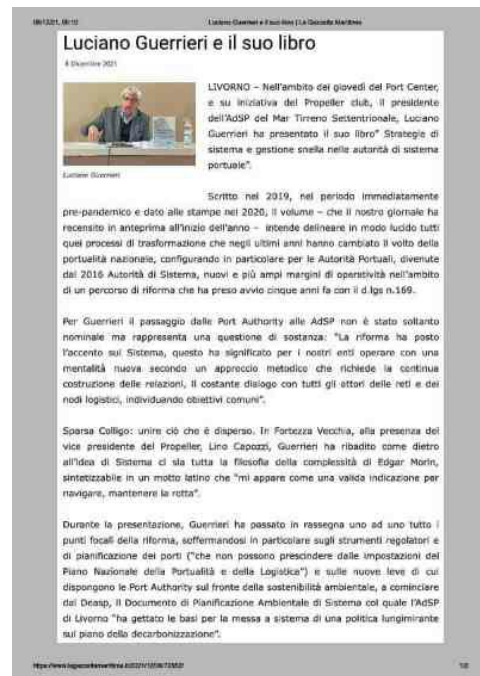 Luciano Guerrieri e il suo libro | La Gazzetta Marittima
Luciano Guerrieri e il suo libro
Dicembre 2021
LIVORNO – Nell'ambito dei giovedì del Port Center,
e su iniziativa del Propeller club, il presidente
dell'AdSP del Mar Tirreno Settentrionale, Luciano
Guerrieri ha presentato il suo libro" Strategie di
sistema e gestione snella nelle autorità di sistema
portuale".
Luciano Guerrieri
Scritto nel 2019, nel periodo immediatamente
pre-pandemico e dato alle stampe nel 2020, il volume – che il nostro giornale ha
recensito in anteprima all'inizio dell'anno – intende delineare in modo lucido tutti
quei processi di trasformazione che negli ultimi anni hanno cambiato il volto della
portualità nazionale, configurando in particolare per le Autorità Portuali, divenute
dal 2016 Autorità di Sistema, nuovi e più ampi margini di operatività nell'ambito
di un percorso di riforma che ha preso avvio cinque anni fa con il d.lgs n.169.
Per Guerrieri il passaggio dalle Port Authority alle AdSP non è stato soltanto
nominale ma rappresenta una questione di sostanza: "La riforma ha posto
l'accento sul Sistema, questo ha significato per i nostri enti operare con una
mentalità nuova secondo un approccio metodico che richiede la continua
costruzione delle relazioni, il costante dialogo con tutti gli attori delle reti e dei
nodi logistici, individuando obiettivi comuni".
Sparsa Colligo: unire ciò che è disperso. In Fortezza Vecchia, alla presenza del
vice presidente del Propeller, Lino Capozzi, Guerrieri ha ribadito come dietro
all'idea di Sistema ci sia tutta la filosofia della complessità di Edgar Morin,
sintetizzabile in un motto latino che "mi appare come una valida indicazione per
navigare, mantenere la rotta".
Durante la presentazione, Guerrieri ha passato in rassegna uno ad uno tutto i
punti focali della riforma, soffermandosi in particolare sugli strumenti regolatori e
di pianificazione dei porti ("che non possono prescindere dalle impostazioni del
Piano Nazionale della Portualità e della Logistica") e sulle nuove leve di cui
dispongono le Port Authority sul fronte della sostenibilità ambientale, a cominciare
dal Deasp, il Documento di Pianificazione Ambientale di Sistema col quale l'AdSP
di Livorno "ha gettato le basi per la messa a sistema di una politica lungimirante
sul piano della decarbonizzazione".